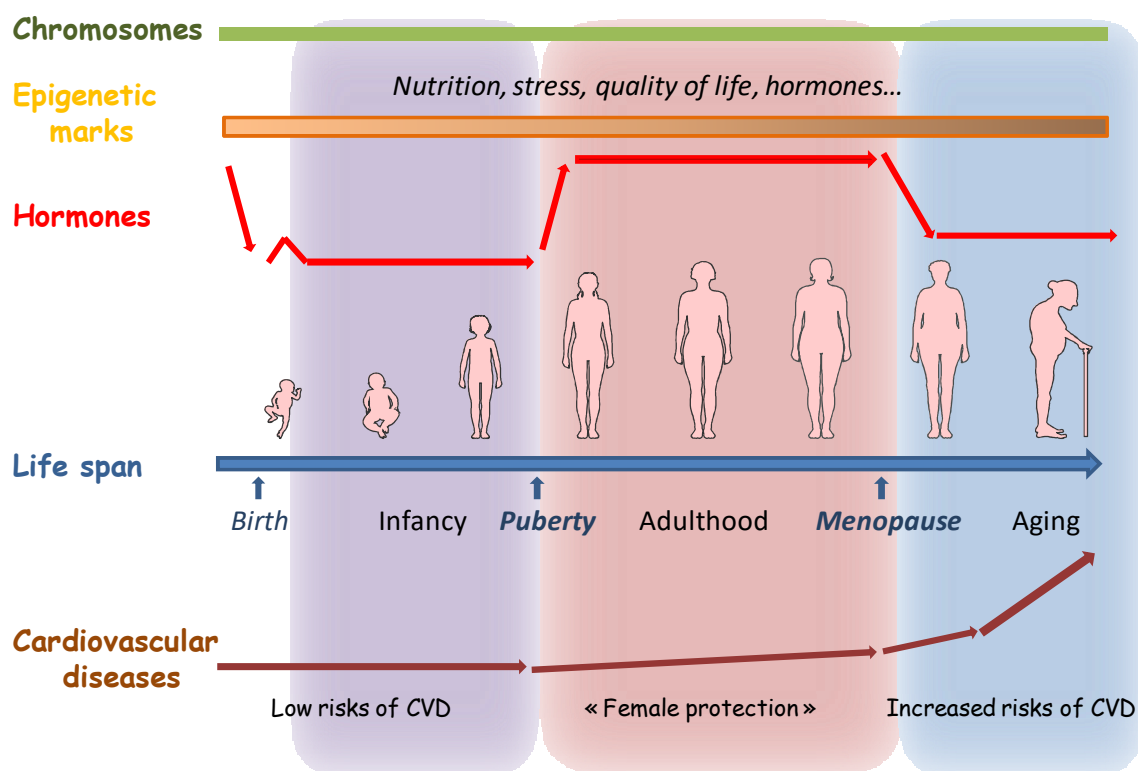 Chromosomes
Epigenetic
marks
Nutrition, stress, quality of life, hormones...
Hormones
Life span
Birth
Infancy
Puberty
Adulthood
Menopause
Aging
Cardiovascular
diseases
Low risks of CVD
« Female protection »
Increased risks of CVD